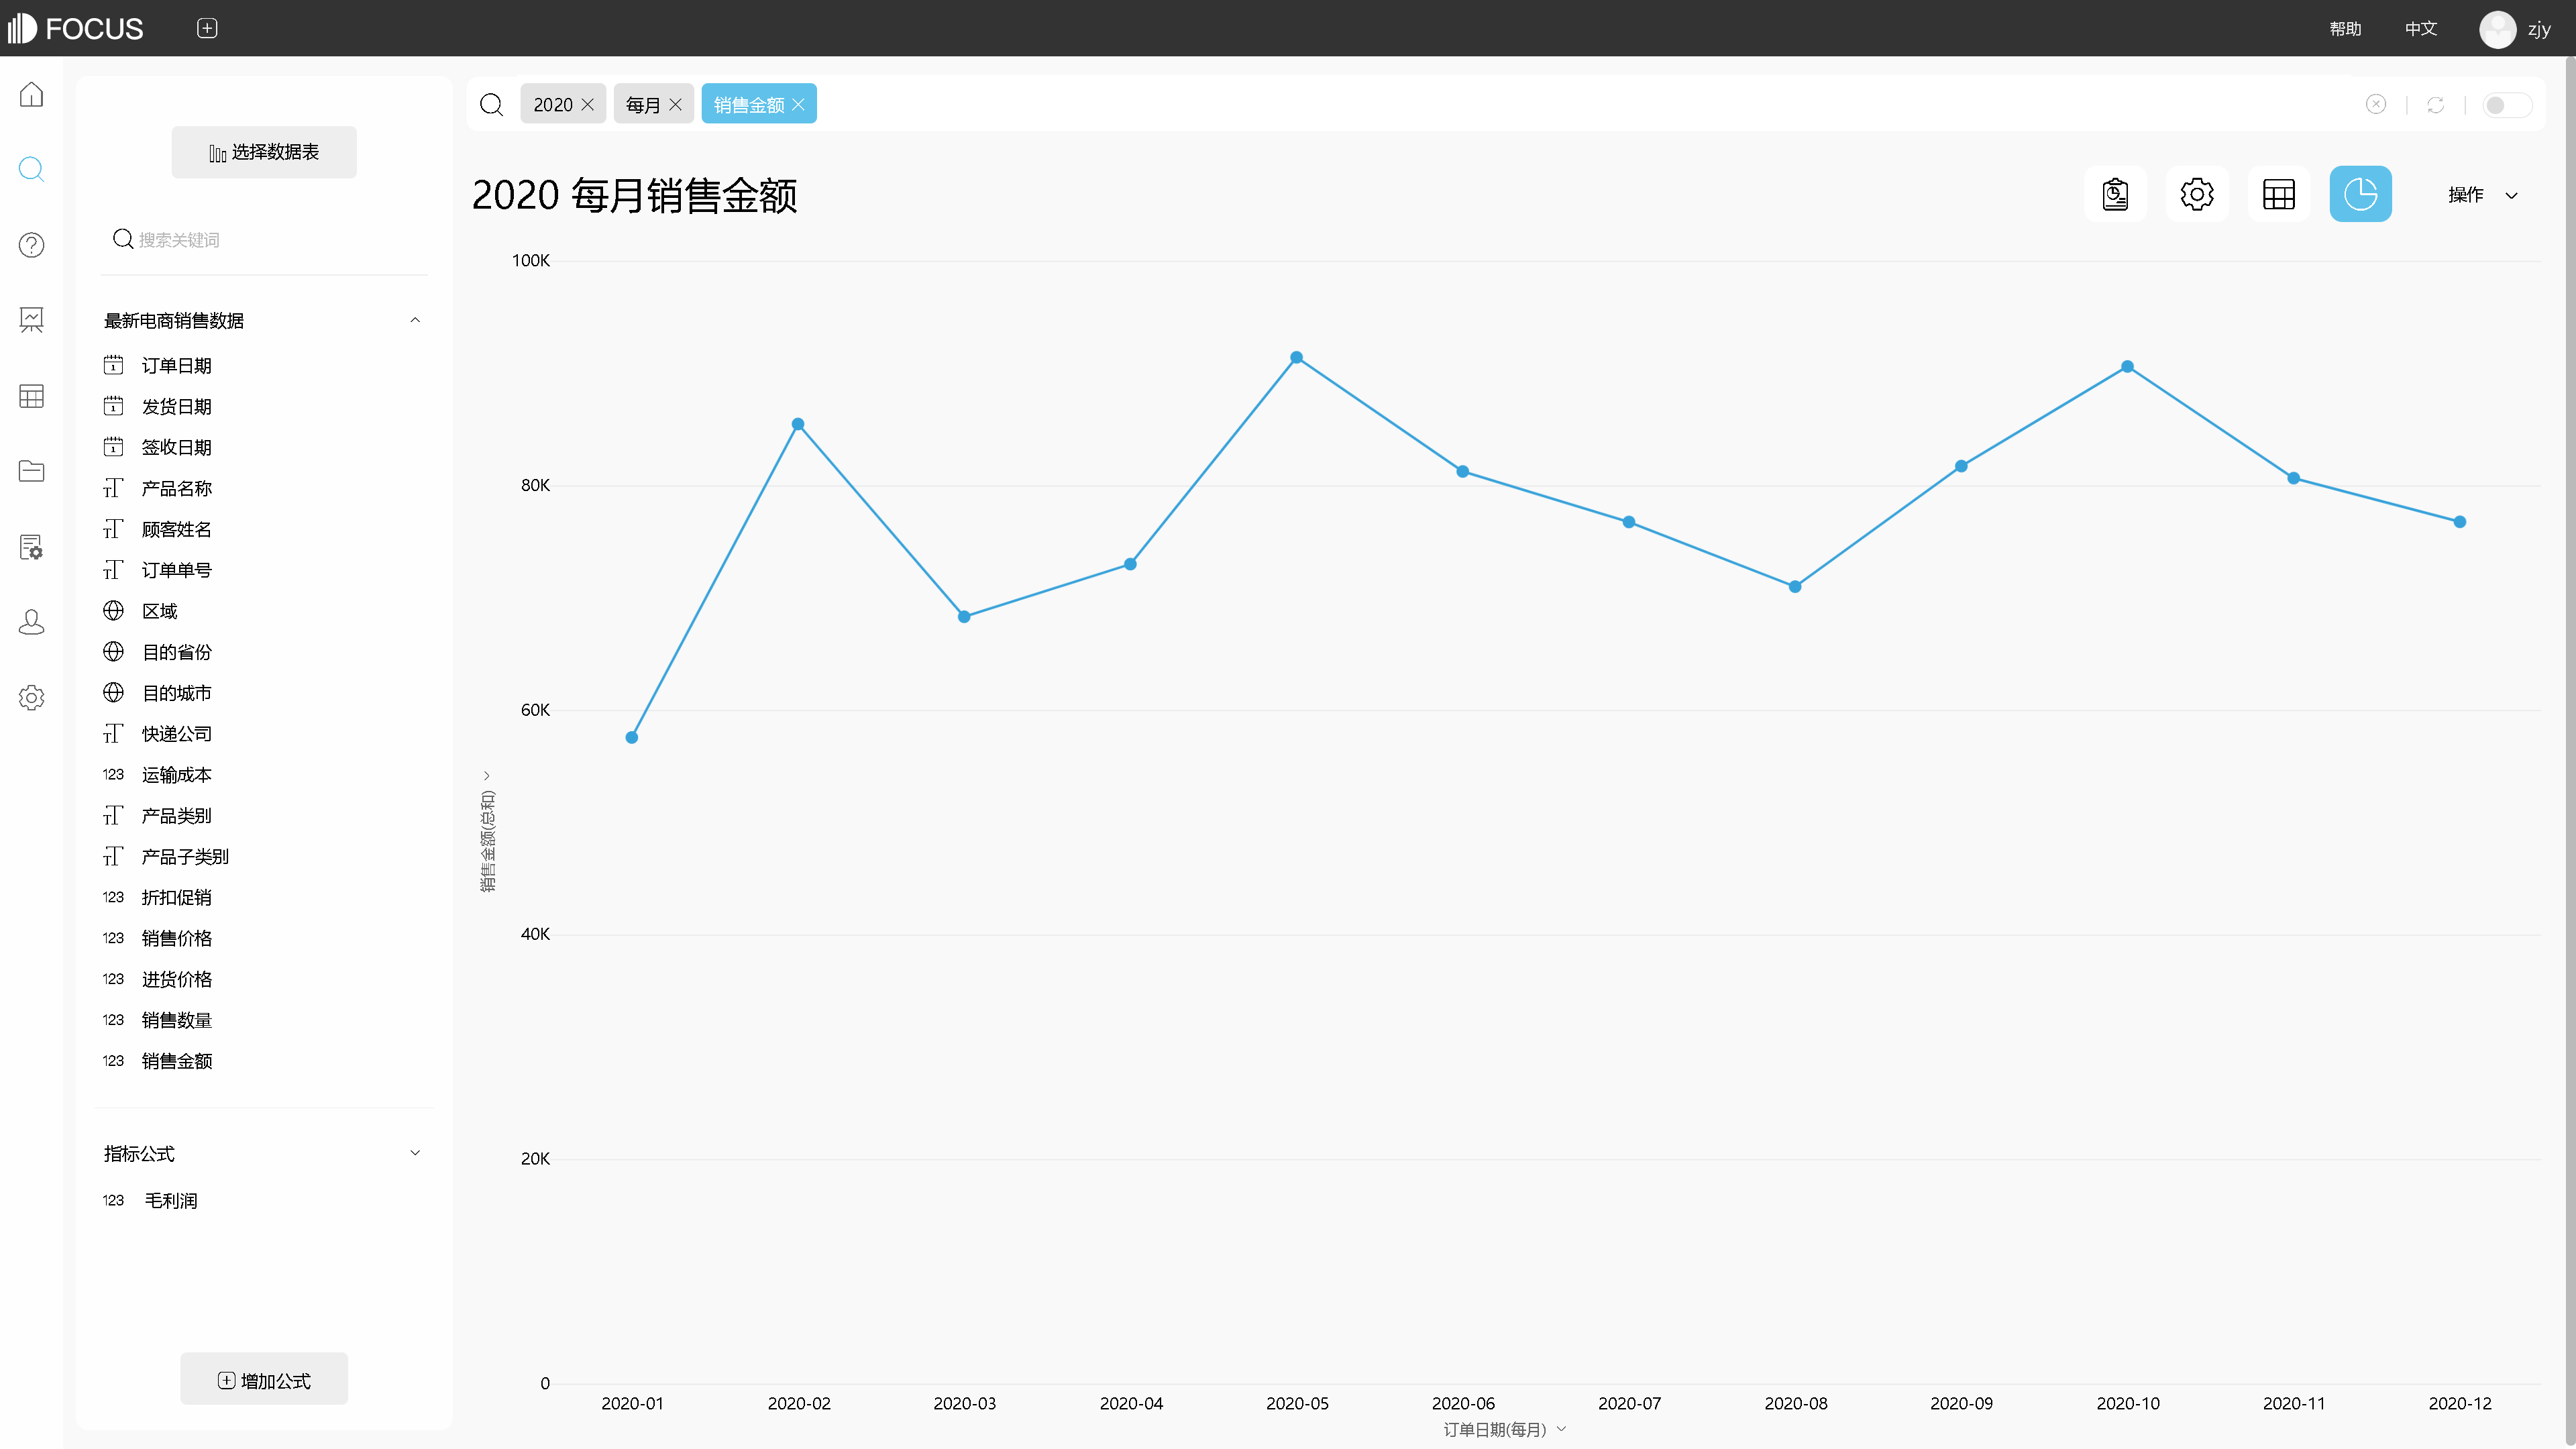 FOCUS
帮助
中文
zjy
选择数据表
搜索关键词
最新电商销售数据
订单日期
发货日期
签收日期
产品名称
顾客姓名
订单单号
区域
目的省份
目的城市
快递公司
123 运输成本
产品类别
产品子类别
123 折扣促销
123 销售价格
123 进货价格
123 销售数量
123 销售金额
指标公式
123 毛利润
增加公式
2020 每月 销售金额
2020 每月销售金额
操作
100K
80K
60K
40K
20K
0
销售金额(总和)
2020-01 2020-02 2020-03 2020-04 2020-05 2020-06 2020-07 2020-08 2020-09 2020-10 2020-11 2020-12
订单日期(每月)